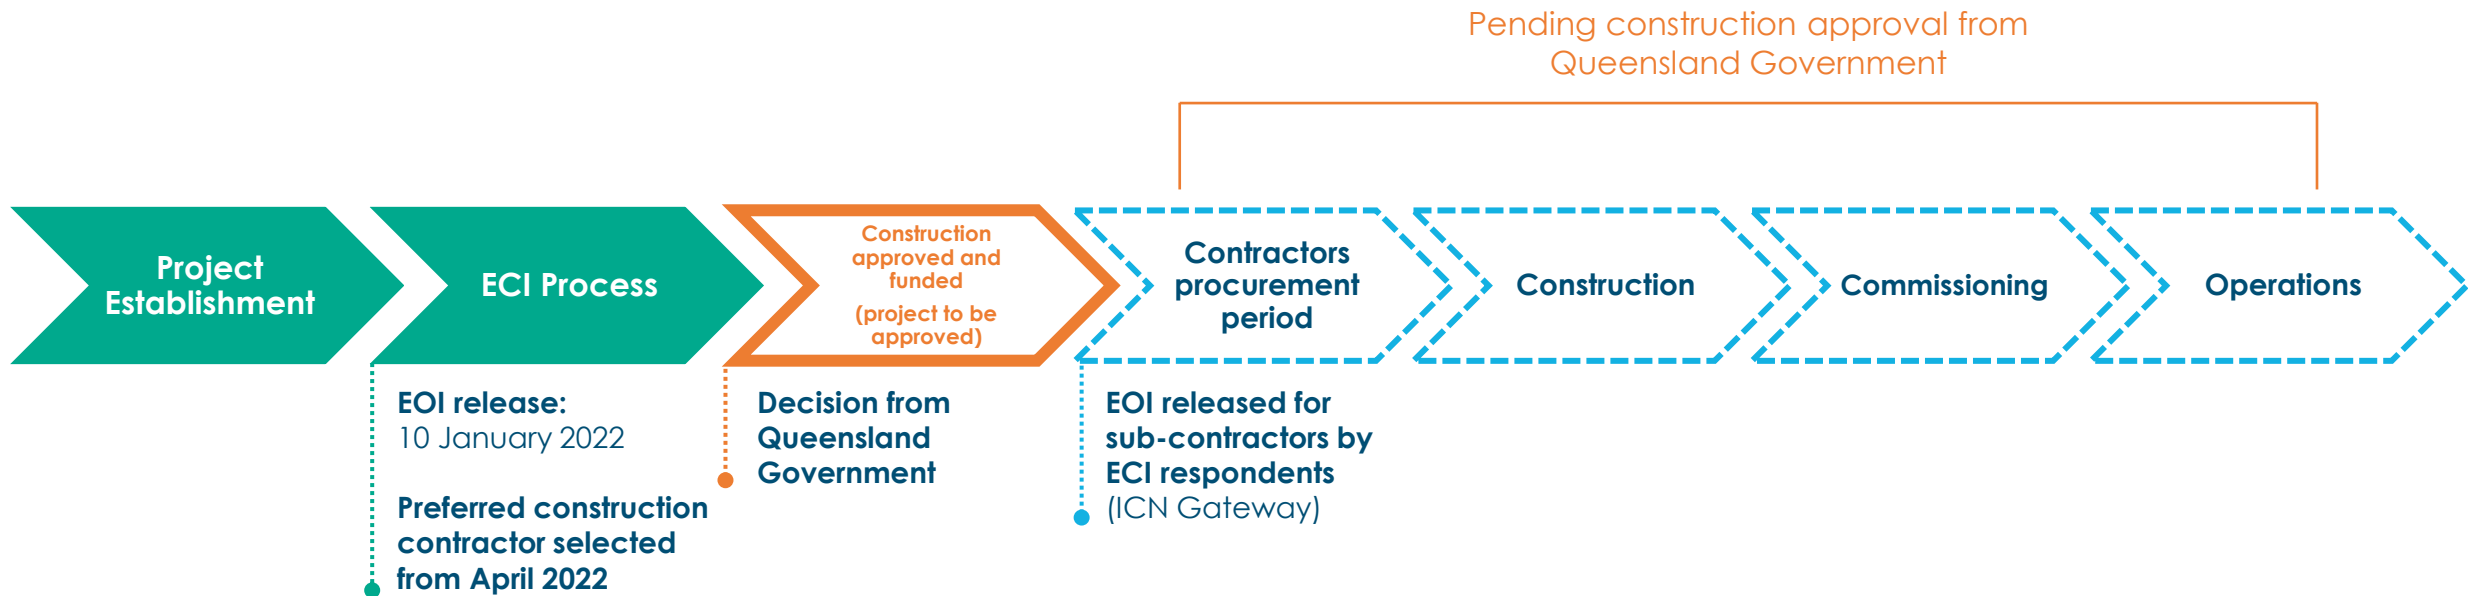 Pending construction approval from
Queensland Government
Project
Establishment
ECI Process
Construction
approved and
funded
(project to be
approved)
Contractors
procurement
period
Construction
Commissioning
Operations
EOI release:
10 January 2022
Preferred construction
contractor selected
from April 2022
Decision from
Queensland
Government
EOI released for
sub-contractors by
ECI respondents
(ICN Gateway)